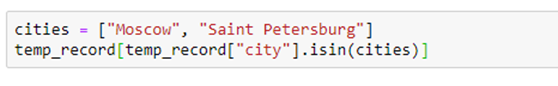 cities = ["Moscow", "Saint Petersburg"]
temp_record[temp_record["city"].isin(cities)]